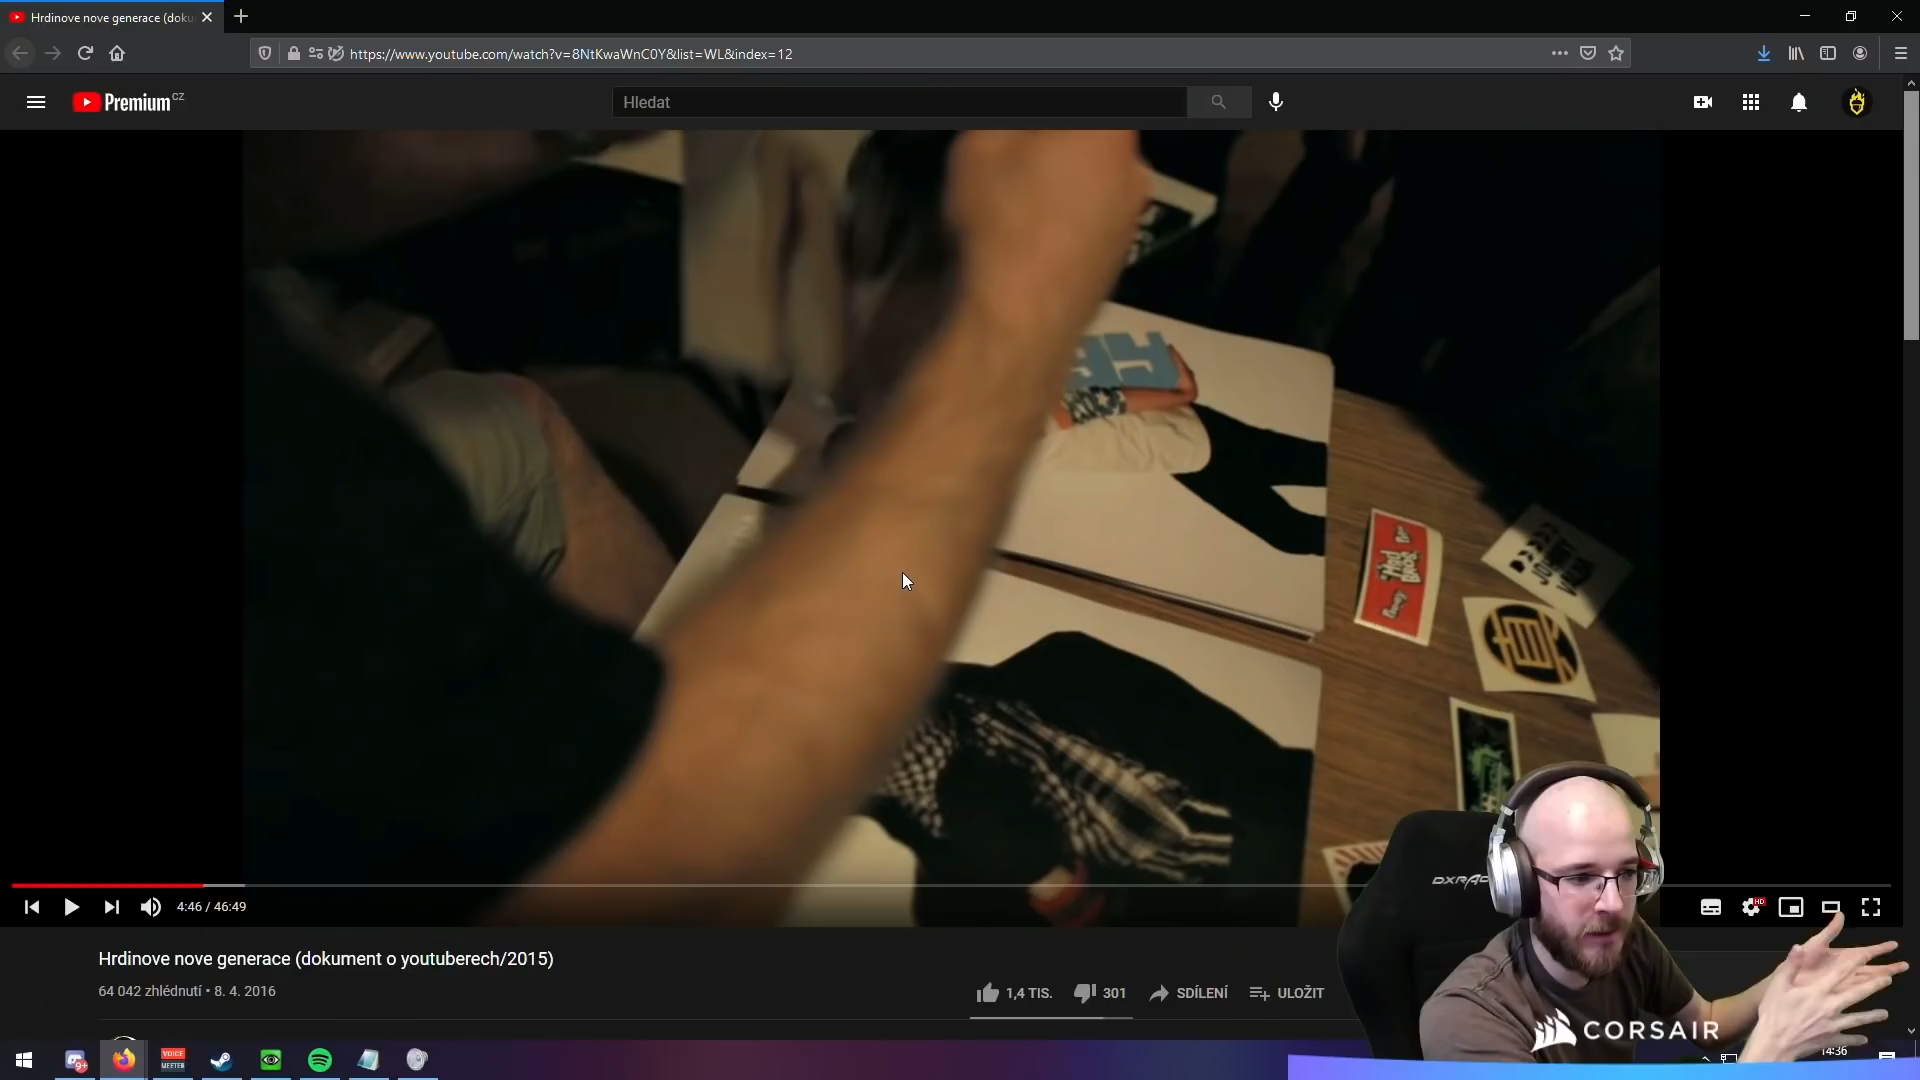 Hrdinove nove generace (doku
https://www.youtube.com/watch?v=8NtKwaWnC0Y&list=WL&index=12
Premium CZ
Hledat
4:46 / 46:49
HD
Hrdinove nove generace (dokument o youtuberech/2015)
64 042 zhlédnutí • 8. 4. 2016
1,4 TIS.
301
SDÍLENÍ
ULOŽIT
CORSAIR
9+
VOICE
MEETER
14:36